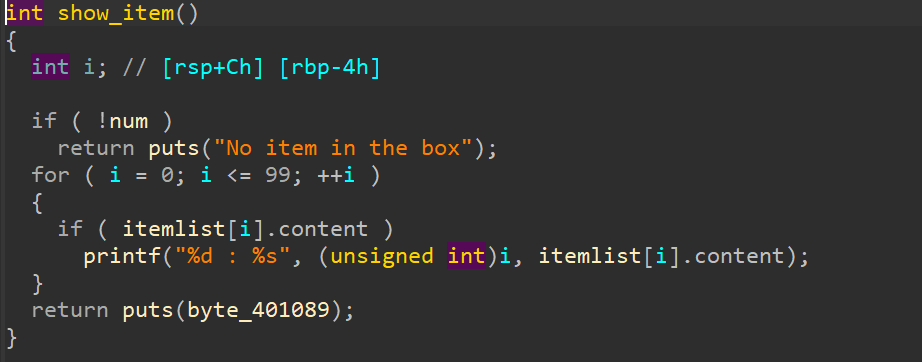 int show_item()
{
  int i; // [rsp+Ch] [rbp-4h]

  if ( !num )
    return puts("No item in the box");
  for ( i = 0; i <= 99; ++i )
  {
    if ( itemlist[i].content )
      printf("%d : %s", (unsigned int)i, itemlist[i].content);
  }
  return puts(byte_401089);
}